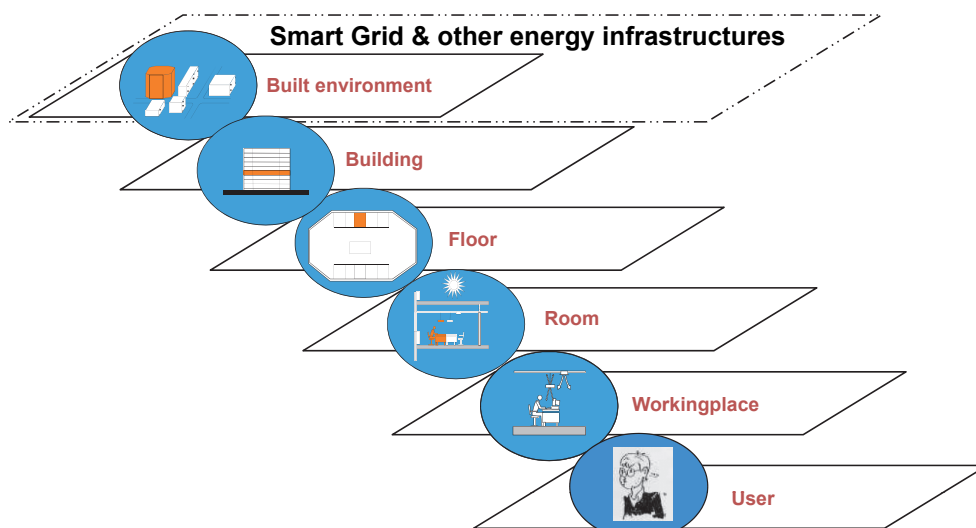 Smart Grid & other energy infrastructures
Built environment
Building
Floor
Room
Workingplace
User